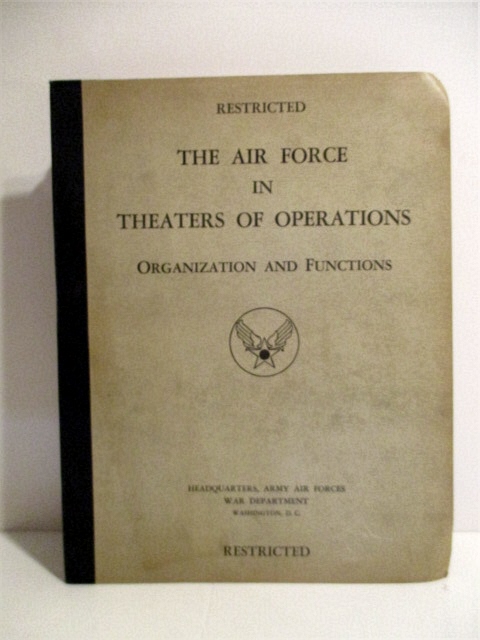 RESTRICTED
THE AIR FORCE
IN
THEATERS OF OPERATIONS
ORGANIZATION AND FUNCTIONS
HEADQUARTERS, ARMY AIR FORCES
WAR DEPARTMENT
WASHINGTON, D. C.
RESTRICTED